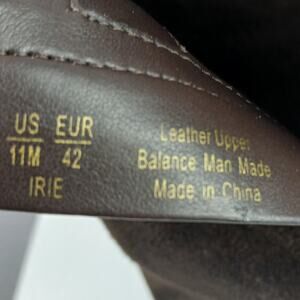 US EUR
11M 42
IRIE
Leather Upper
Balance Man Made
Made in China